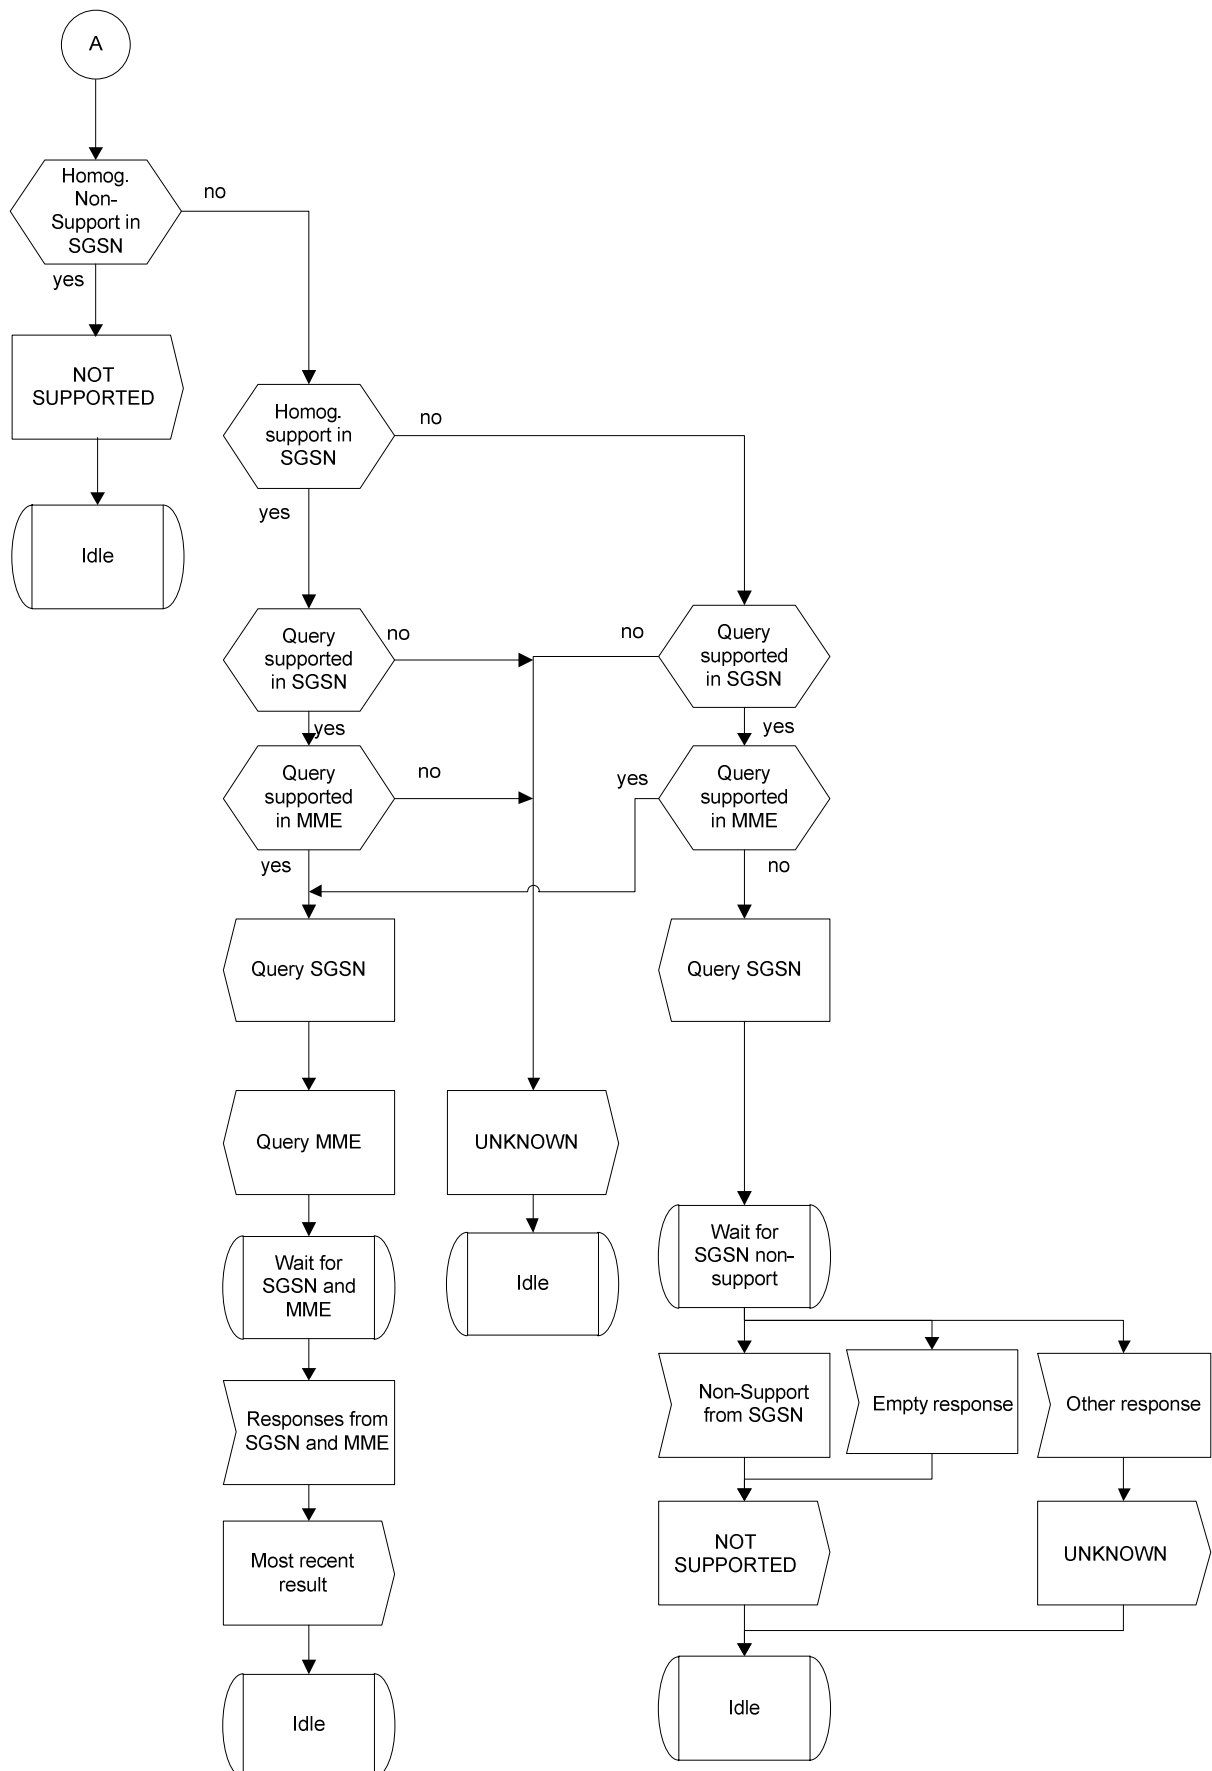 A
Homog.
Non-
Support in
SGSN
no
yes
NOT
SUPPORTED
Idle
Homog.
support in
SGSN
no
yes
Query
supported
in SGSN
no
yes
no
Query
supported
in SGSN
yes
Query
supported
in MME
no
yes
yes
Query
supported
in MME
no
Query SGSN
Query SGSN
Query MME
UNKNOWN
Wait for
SGSN and
MME
Idle
Wait for
SGSN non-
support
Responses from
SGSN and MME
Non-Support
from SGSN
Empty response
Other response
Most recent
result
NOT
SUPPORTED
UNKNOWN
Idle
Idle